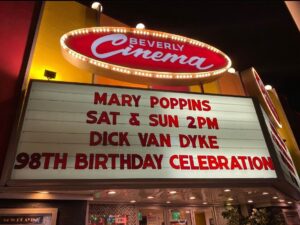 BEVERLY
Cinema
MARY POPPINS
SAT & SUN 2PM
DICK VAN DYKE
98TH BIRTHDAY CELEBRATION